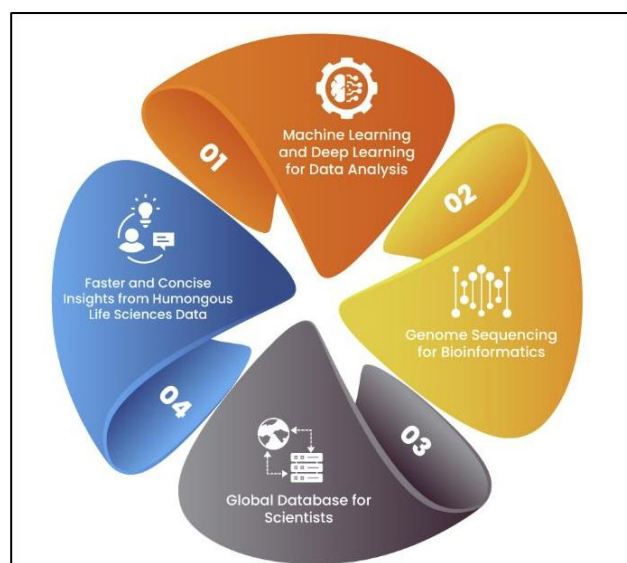 01
Machine Learning
and Deep Learning
for Data Analysis
02
Genome Sequencing
for Bioinformatics
03
Global Database for
Scientists
04
Faster and Concise
Insights from Humongous
Life Sciences Data